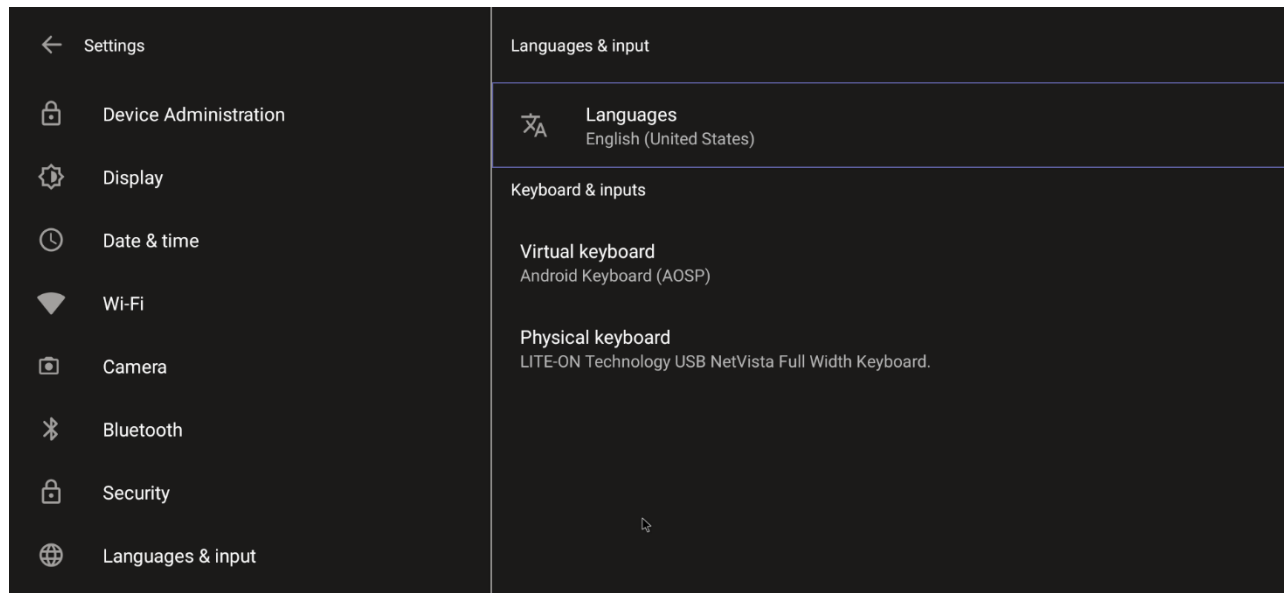 Settings
Device Administration
Display
Date & time
Wi-Fi
Camera
Bluetooth
Security
Languages & input
Languages & input
Languages
English (United States)
Keyboard & inputs
Virtual keyboard
Android Keyboard (AOSP)
Physical keyboard
LITE-ON Technology USB NetVista Full Width Keyboard.